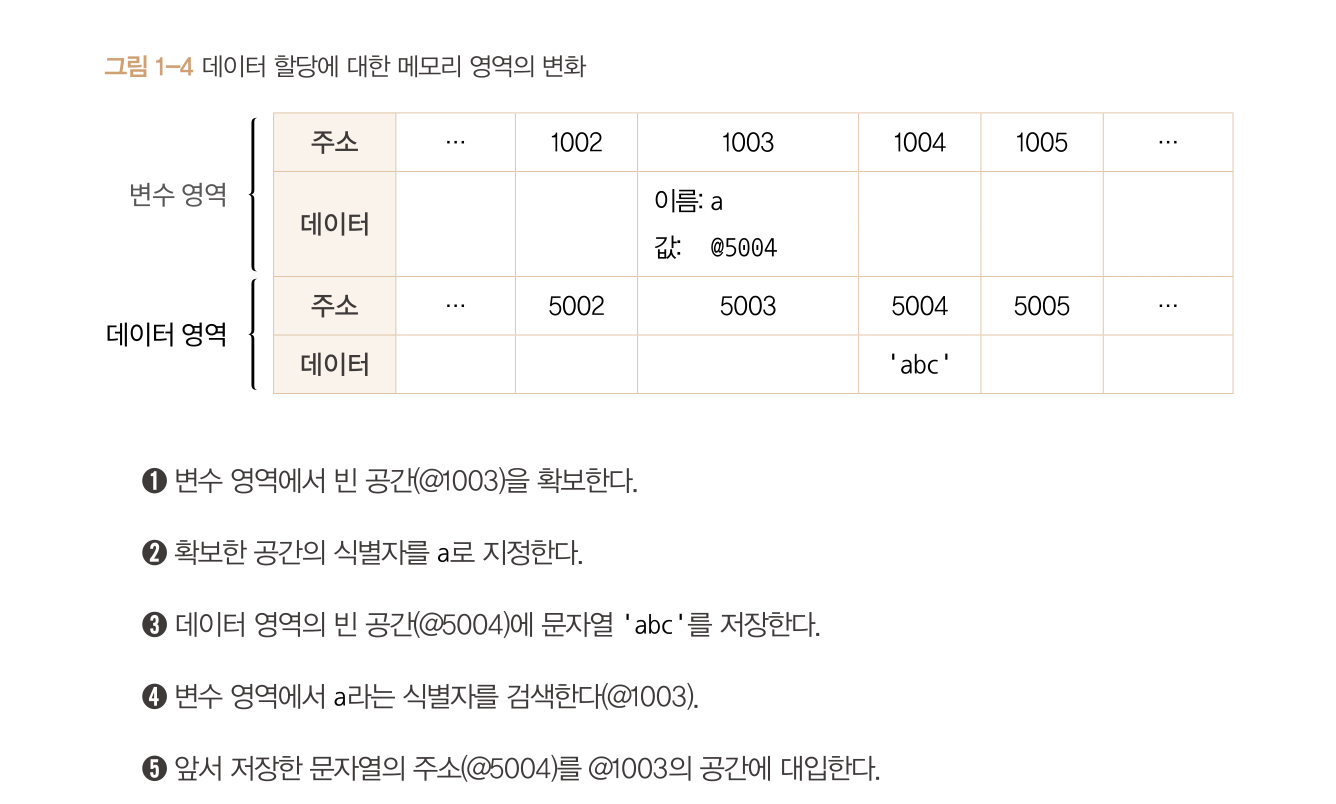 그림 1-4 데이터 할당에 대한 메모리 영역의 변화
변수 영역
주소 … 1002 1003 1004 1005 …
데이터 이름: a
값: @5004
데이터 영역
주소 … 5002 5003 5004 5005 …
데이터 'abc'
❶ 변수 영역에서 빈 공간(@1003)을 확보한다.
❷ 확보한 공간의 식별자를 a로 지정한다.
❸ 데이터 영역의 빈 공간(@5004)에 문자열 'abc'를 저장한다.
❹ 변수 영역에서 a라는 식별자를 검색한다(@1003).
❺ 앞서 저장한 문자열의 주소(@5004)를 @1003의 공간에 대입한다.